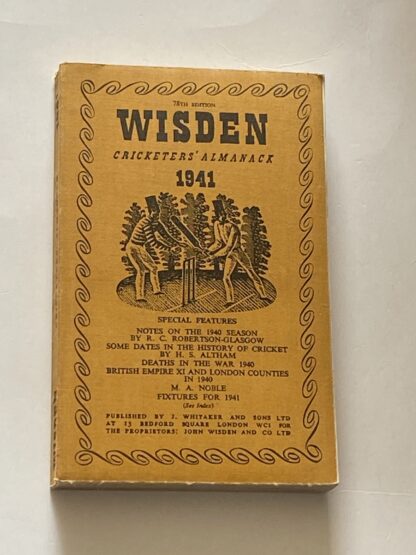 78TH EDITION
WISDEN
CRICKETERS' ALMANACK
1941
SPECIAL FEATURES
NOTES ON THE 1940 SEASON
BY R. C. ROBERTSON-GLASGOW
SOME DATES IN THE HISTORY OF CRICKET
BY H. S. ALTHAM
DEATHS IN THE WAR 1940
BRITISH EMPIRE XI AND LONDON COUNTIES
IN 1940
M. A. NOBLE
FIXTURES FOR 1941
(See Index)
PUBLISHED BY J. WHITAKER AND SONS LTD
AT 13 BEDFORD SQUARE LONDON WC1 FOR
THE PROPRIETORS: JOHN WISDEN AND CO LTD